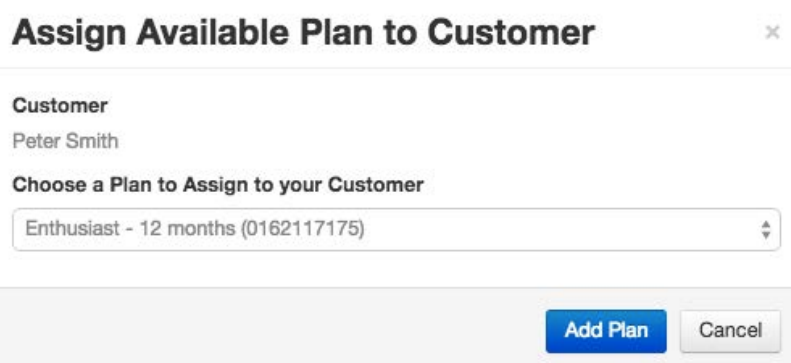 Assign Available Plan to Customer ×
Customer
Peter Smith
Choose a Plan to Assign to your Customer
Enthusiast - 12 months (0162117175)
Add Plan Cancel